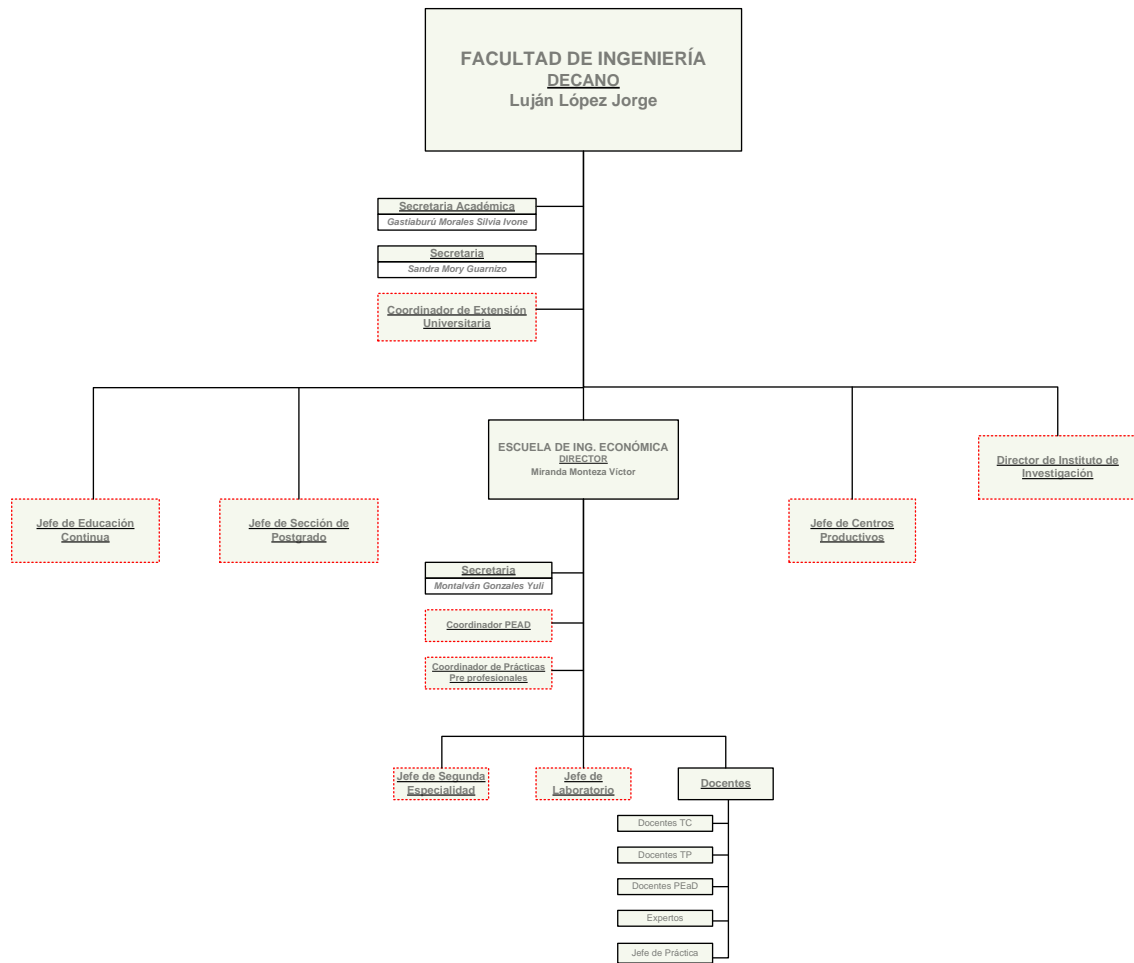 FACULTAD DE INGENIERÍA
DECANO
Luján López Jorge
Secretaria Académica
Gastiaburú Morales Silvia Ivone
Secretaria
Sandra Mory Guarnizo
Coordinador de Extensión
Universitaria
ESCUELA DE ING. ECONÓMICA
DIRECTOR
Miranda Monteza Víctor
Director de Instituto de
Investigación
Jefe de Educación
Continua
Jefe de Sección de
Postgrado
Jefe de Centros
Productivos
Secretaria
Montalván Gonzales Yuli
Coordinador PEAD
Coordinador de Prácticas
Pre profesionales
Jefe de Segunda
Especialidad
Jefe de
Laboratorio
Docentes
Docentes TC
Docentes TP
Docentes PEaD
Expertos
Jefe de Práctica